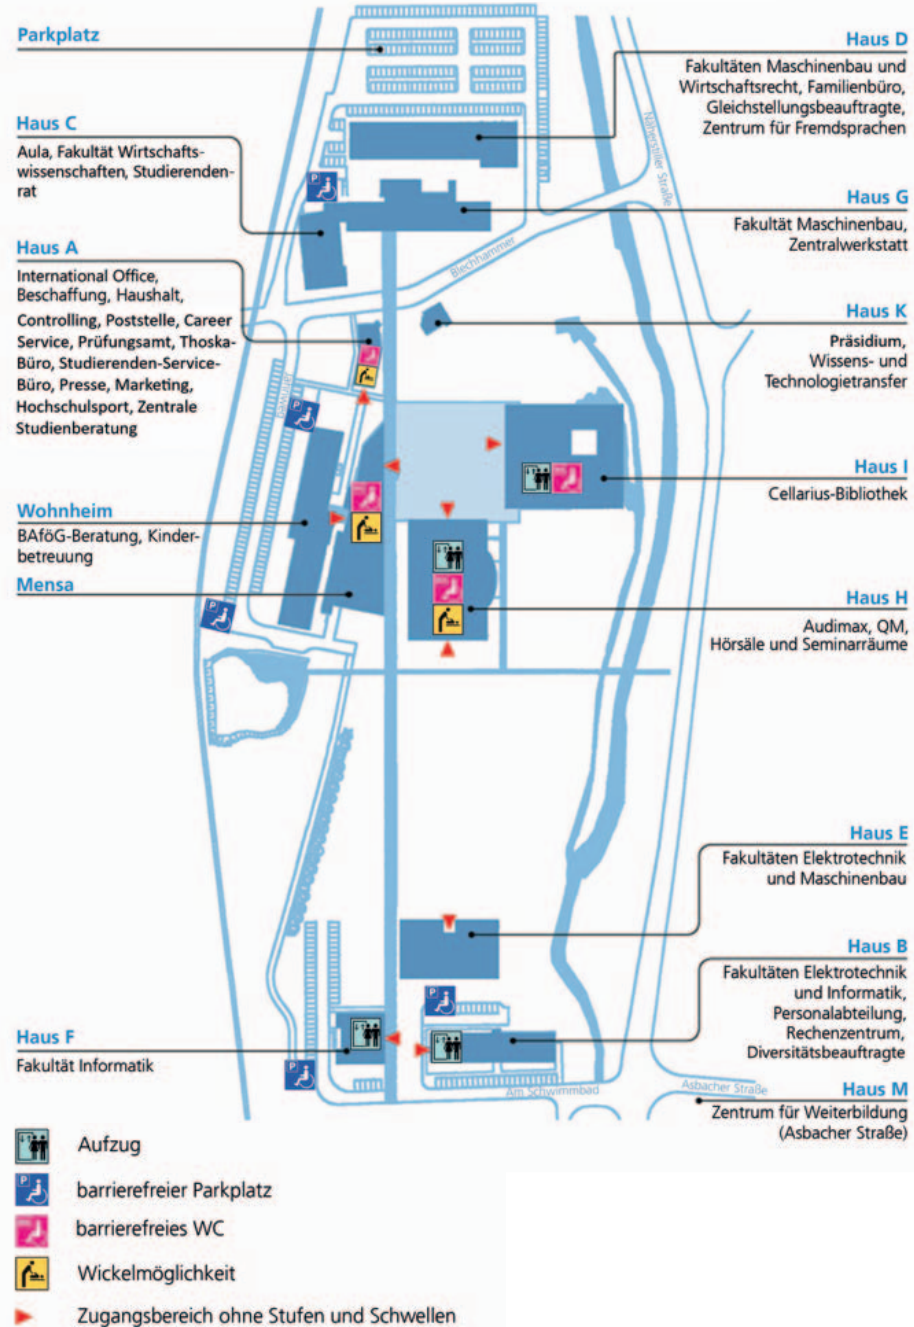 Parkplatz
Haus D
Fakultäten Maschinenbau und
Wirtschaftsrecht, Familienbüro,
Gleichstellungsbeauftragte,
Zentrum für Fremdsprachen
Haus C
Aula, Fakultät Wirtschafts-
wissenschaften, Studierenden-
rat
Näherstiller Straße
Haus G
Fakultät Maschinenbau,
Zentralwerkstatt
Haus A
International Office,
Beschaffung, Haushalt,
Controlling, Poststelle, Career
Service, Prüfungsamt, Thoska-
Büro, Studierenden-Service-
Büro, Presse, Marketing,
Hochschulsport, Zentrale
Studienberatung
Blechhammer
Haus K
Präsidium,
Wissens- und
Technologietransfer
Haus I
Cellarius-Bibliothek
Wohnheim
BAföG-Beratung, Kinder-
betreuung
Mensa
Haus H
Audimax, QM,
Hörsäle und Seminarräume
Haus E
Fakultäten Elektrotechnik
und Maschinenbau
Haus B
Fakultäten Elektrotechnik
und Informatik,
Personalabteilung,
Rechenzentrum,
Diversitätsbeauftragte
Haus F
Fakultät Informatik
Am Schwimmbad
Asbacher Straße
Haus M
Zentrum für Weiterbildung
(Asbacher Straße)
Aufzug
P
barrierefreier Parkplatz
barrierefreies WC
Wickelmöglichkeit
Zugangsbereich ohne Stufen und Schwellen